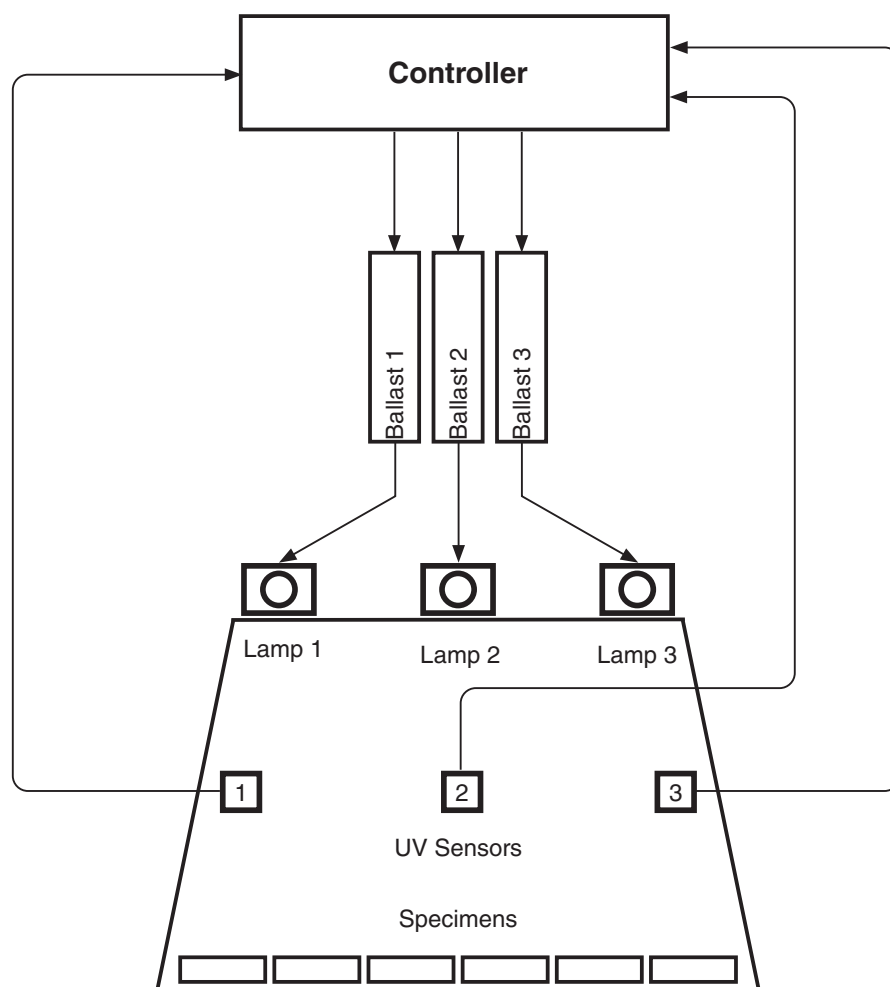 Controller
Ballast 1
Ballast 2
Ballast 3
Lamp 1
Lamp 2
Lamp 3
1
2
3
UV Sensors
Specimens